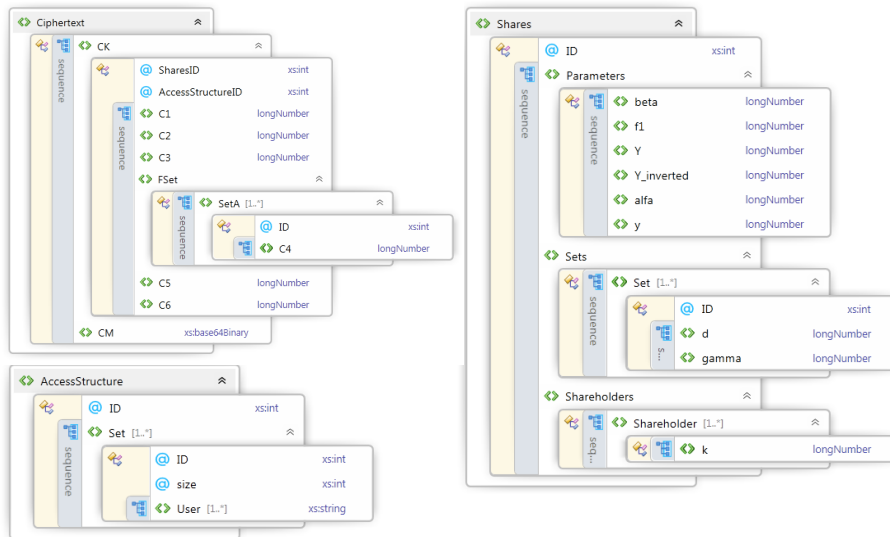 Ciphertext
sequence
CK
sequence
SharesID xs:int
AccessStructureID xs:int
C1 longNumber
C2 longNumber
C3 longNumber
FSet
sequence
SetA [1..*]
ID xs:int
C4 longNumber
C5 longNumber
C6 longNumber
CM xs:base64Binary
AccessStructure
sequence
ID xs:int
Set [1..*]
ID xs:int
size xs:int
User [1..*] xs:string
Shares
sequence
ID xs:int
Parameters
sequence
beta longNumber
f1 longNumber
Y longNumber
Y_inverted longNumber
alfa longNumber
y longNumber
Sets
sequence
Set [1..*]
s...
ID xs:int
d longNumber
gamma longNumber
Shareholders
seq...
Shareholder [1..*]
k longNumber